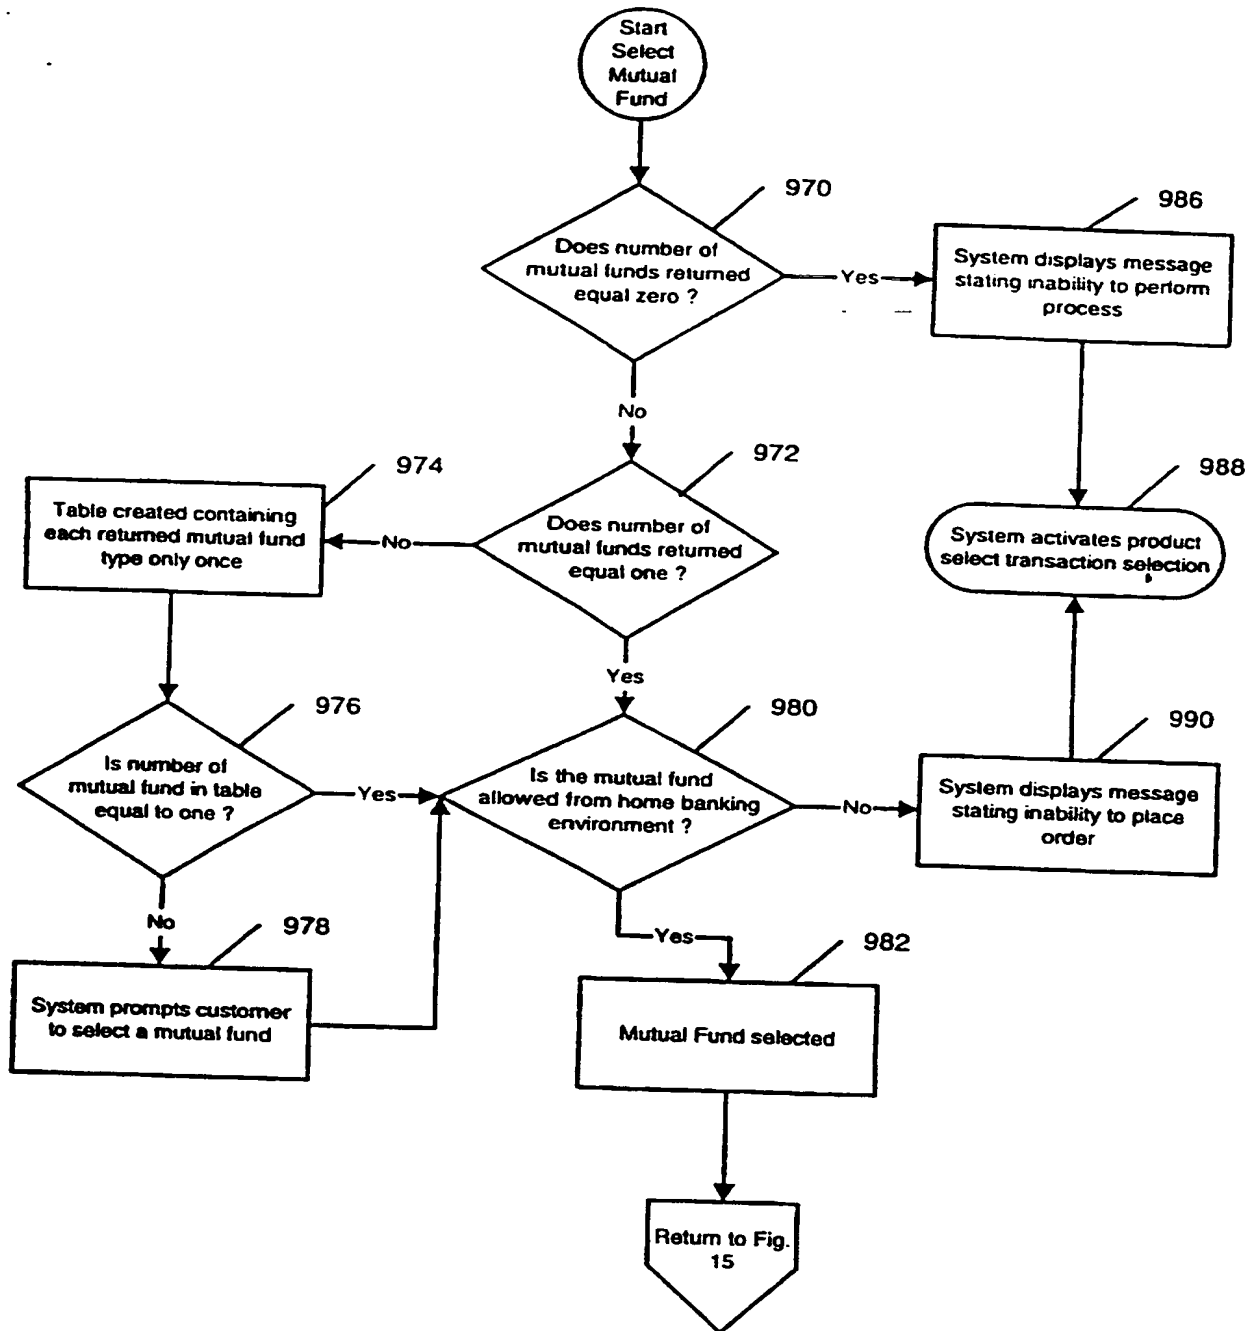 Start
Select
Mutual
Fund
970
Does number of
mutual funds returned
equal zero ?
Yes
986
System displays message
stating inability to perform
process
No
972
Does number of
mutual funds returned
equal one ?
No
974
Table created containing
each returned mutual fund
type only once
988
System activates product
select transaction selection
Yes
976
Is number of
mutual fund in table
equal to one ?
Yes
980
Is the mutual fund
allowed from home banking
environment ?
No
990
System displays message
stating inability to place
order
No
978
System prompts customer
to select a mutual fund
Yes
982
Mutual Fund selected
Return to Fig.
15